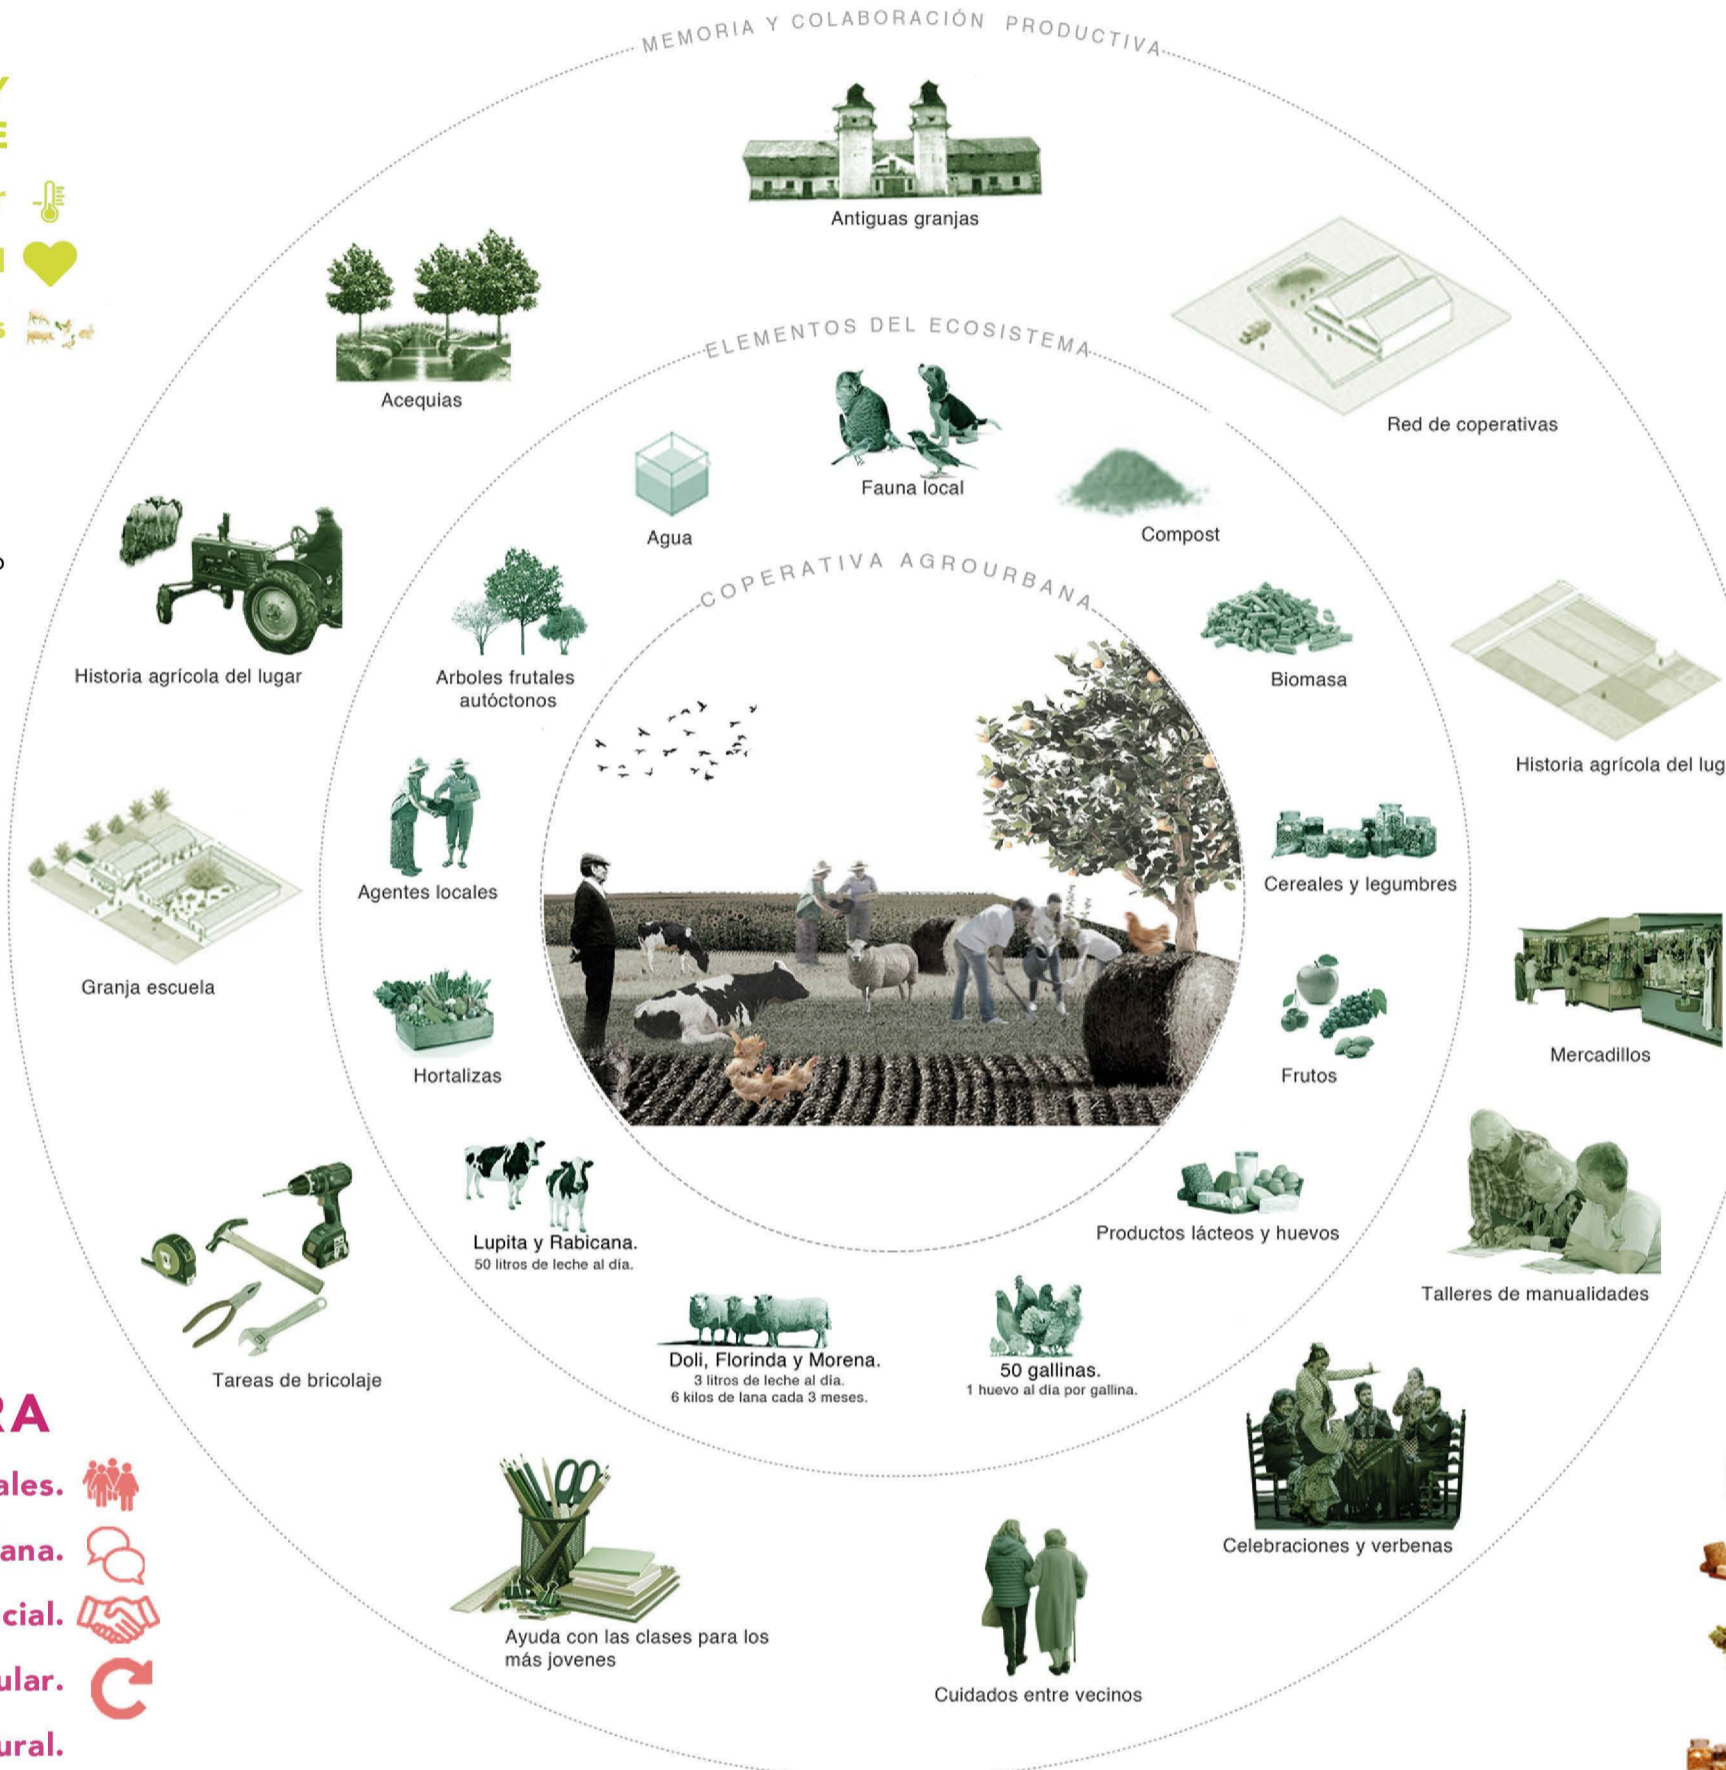 MEMORIA Y COLABORACIÓN PRODUCTIVA
Antiguas granjas
Acequias
Red de coperativas
Historia agrícola del lugar
Historia agrícola del lug
Granja escuela
Mercadillos
Tareas de bricolaje
Talleres de manualidades
Ayuda con las clases para los
más jovenes
Cuidados entre vecinos
Celebraciones y verbenas
ELEMENTOS DEL ECOSISTEMA
Fauna local
Agua
Compost
Arboles frutales
autóctonos
Biomasa
Agentes locales
Cereales y legumbres
Hortalizas
Frutos
Lupita y Rabicana.
50 litros de leche al día.
Productos lácteos y huevos
Doli, Florinda y Morena.
3 litros de leche al día.
6 kilos de lana cada 3 meses.
50 gallinas.
1 huevo al día por gallina.
COPERATIVA AGROURBANA
Y
E
r
s
o
RA
ales.
ana.
cial.
ular.
ural.